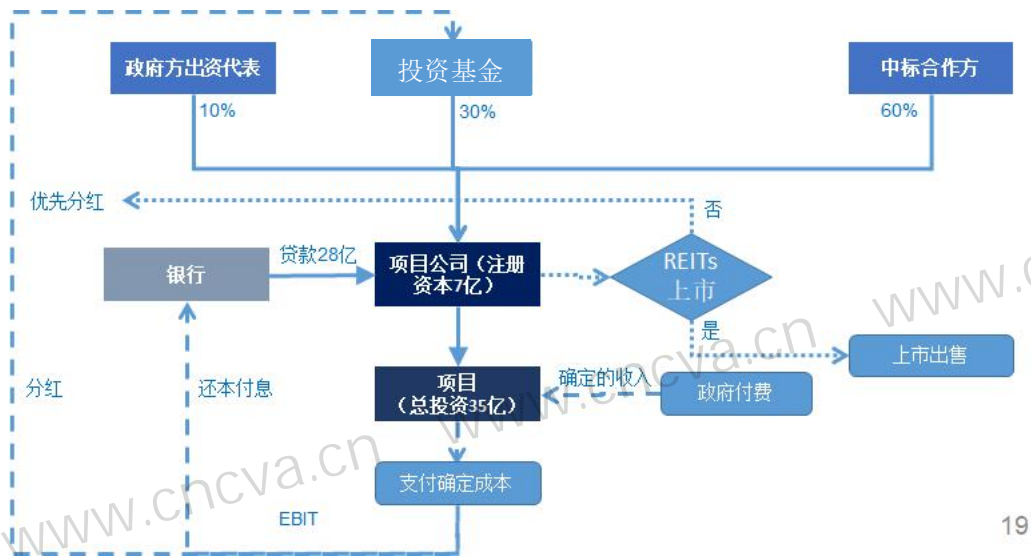 政府方出资代表
投资基金
中标合作方
10%
30%
60%
优先分红
否
银行
贷款28亿
项目公司（注册
资本7亿）
REITs
上市
是
上市出售
分红
还本付息
项目
（总投资35亿）
确定的收入
政府付费
支付确定成本
EBIT
19
www.cncva.cn
www.cncva.cn
www.c